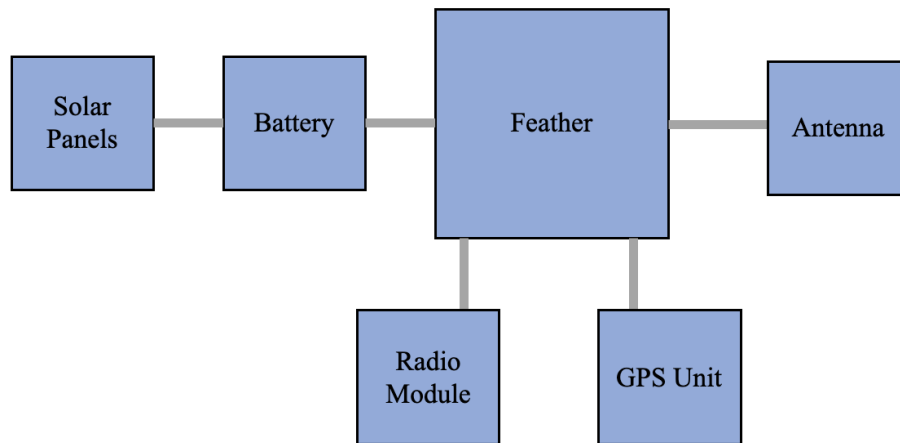 Solar
Panels
Battery
Feather
Antenna
Radio
Module
GPS Unit